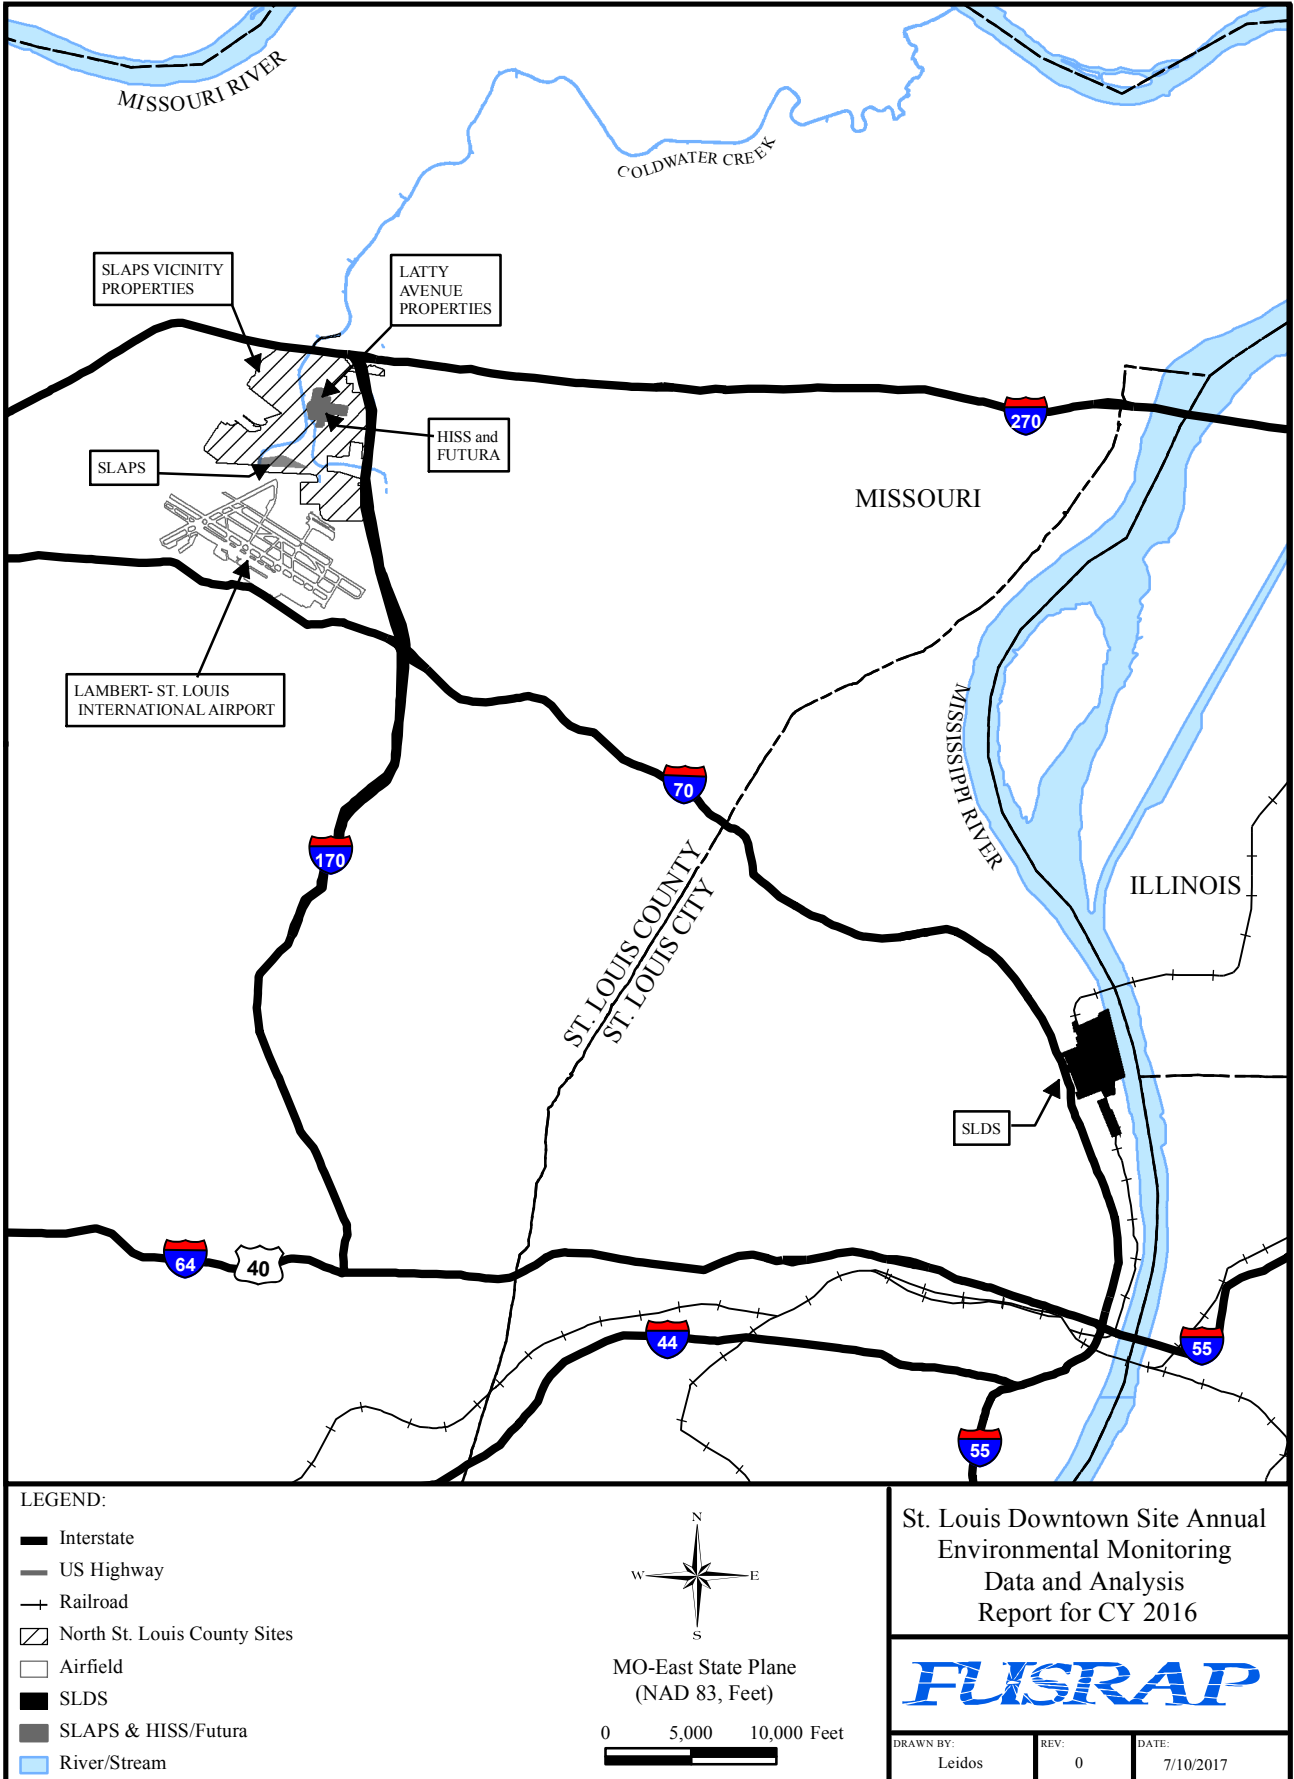 MISSOURI RIVER
COLDWATER CREEK
SLAPS VICINITY
PROPERTIES
LATTY
AVENUE
PROPERTIES
270
HISS and
FUTURA
SLAPS
MISSOURI
LAMBERT- ST. LOUIS
INTERNATIONAL AIRPORT
MISSISSIPPI RIVER
70
170
ILLINOIS
ST. LOUIS COUNTY
ST. LOUIS CITY
SLDS
64
40
44
55
55
LEGEND:
Interstate
US Highway
Railroad
North St. Louis County Sites
Airfield
SLDS
SLAPS & HISS/Futura
River/Stream
N
W E
S
MO-East State Plane
(NAD 83, Feet)
0 5,000 10,000 Feet
St. Louis Downtown Site Annual
Environmental Monitoring
Data and Analysis
Report for CY 2016
FUSRAP
DRAWN BY:
Leidos
REV:
0
DATE:
7/10/2017